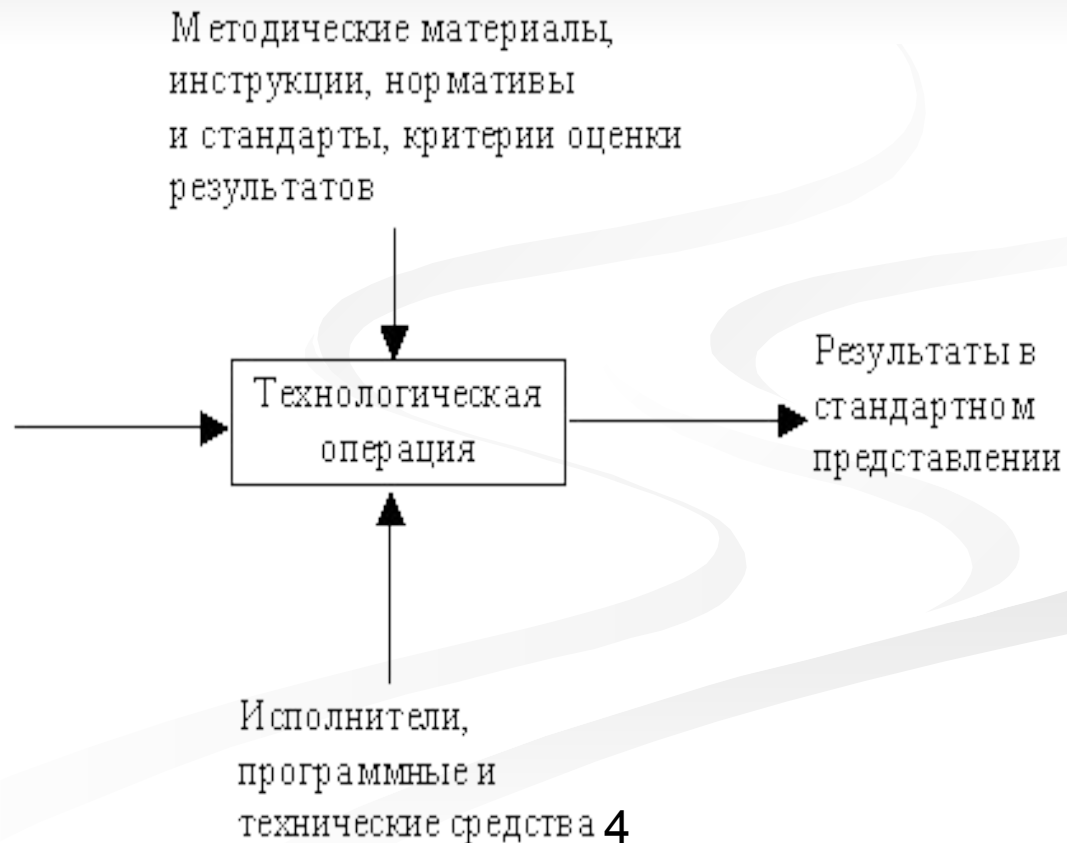 Методические материалы,
инструкции, нормативы
и стандарты, критерии оценки
результатов
Технологическая
операция
Результаты в
стандартном
представлении
Исполнители,
программные и
технические средства 4